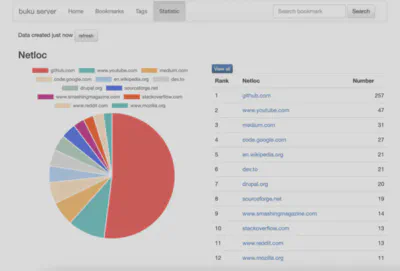 buku server Home Bookmarks Tags Statistic Search bookmark Search
Data created just now refresh
Netloc
github.com www.youtube.com medium.com
code.google.com en.wikipedia.org dev.to
drupal.org sourceforge.net
www.smashingmagazine.com stackoverflow.com
www.reddit.com www.mozilla.org
View all
Rank Netloc Number
1 github.com 257
2 www.youtube.com 47
3 medium.com 31
4 code.google.com 27
5 en.wikipedia.org 21
6 dev.to 21
7 drupal.org 20
8 sourceforge.net 19
9 www.smashingmagazine.com 14
10 stackoverflow.com 13
11 www.reddit.com 13
12 www.mozilla.org 11